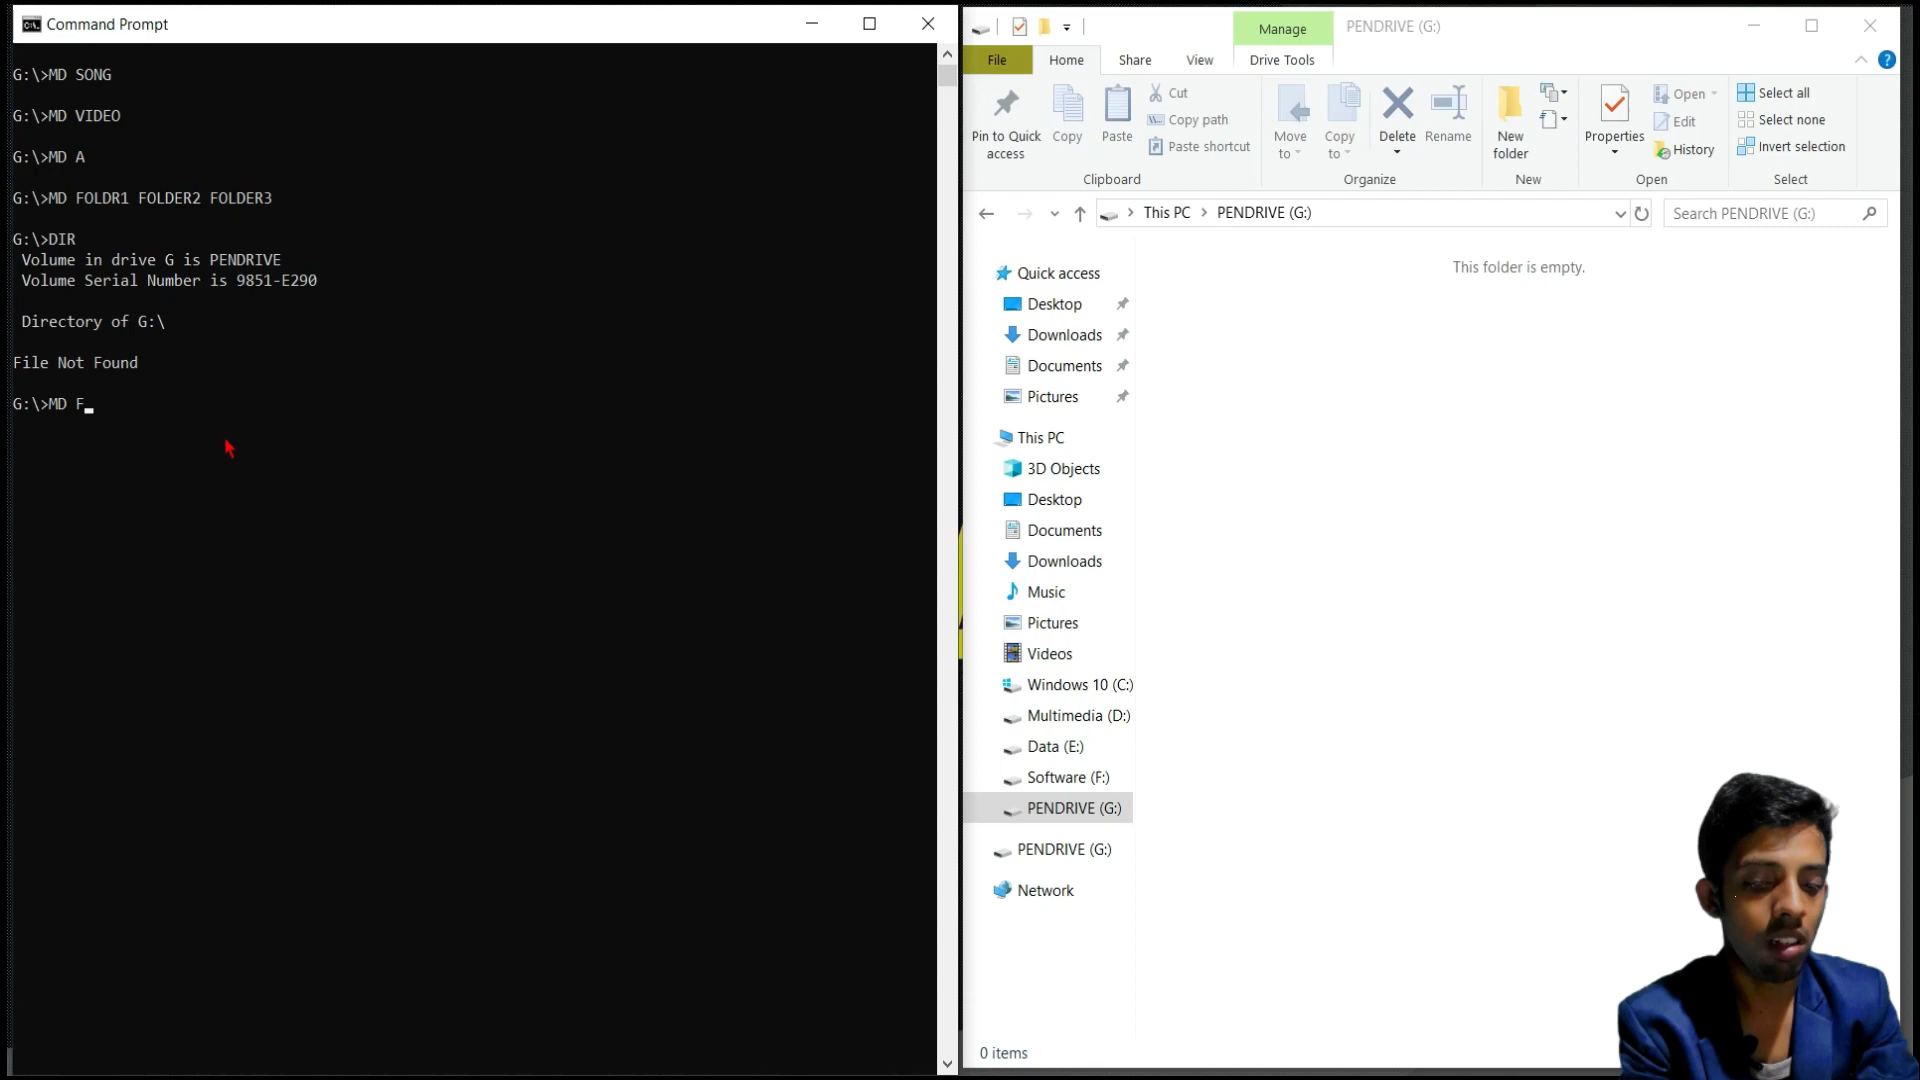 Command Prompt
G:\>MD SONG
G:\>MD VIDEO
G:\>MD A
G:\>MD FOLDR1 FOLDER2 FOLDER3
G:\>DIR
Volume in drive G is PENDRIVE
Volume Serial Number is 9851-E290
Directory of G:\
File Not Found
G:\>MD F_
Manage
PENDRIVE (G:)
File
Home
Share
View
Drive Tools
Pin to Quick access
Copy
Paste
Cut
Copy path
Paste shortcut
Clipboard
Move to
Copy to
Delete
Rename
Organize
New folder
New
Properties
Open
Edit
History
Open
Select all
Select none
Invert selection
Select
This PC
PENDRIVE (G:)
Search PENDRIVE (G:)
This folder is empty.
Quick access
Desktop
Downloads
Documents
Pictures
This PC
3D Objects
Desktop
Documents
Downloads
Music
Pictures
Videos
Windows 10 (C:)
Multimedia (D:)
Data (E:)
Software (F:)
PENDRIVE (G:)
PENDRIVE (G:)
Network
0 items